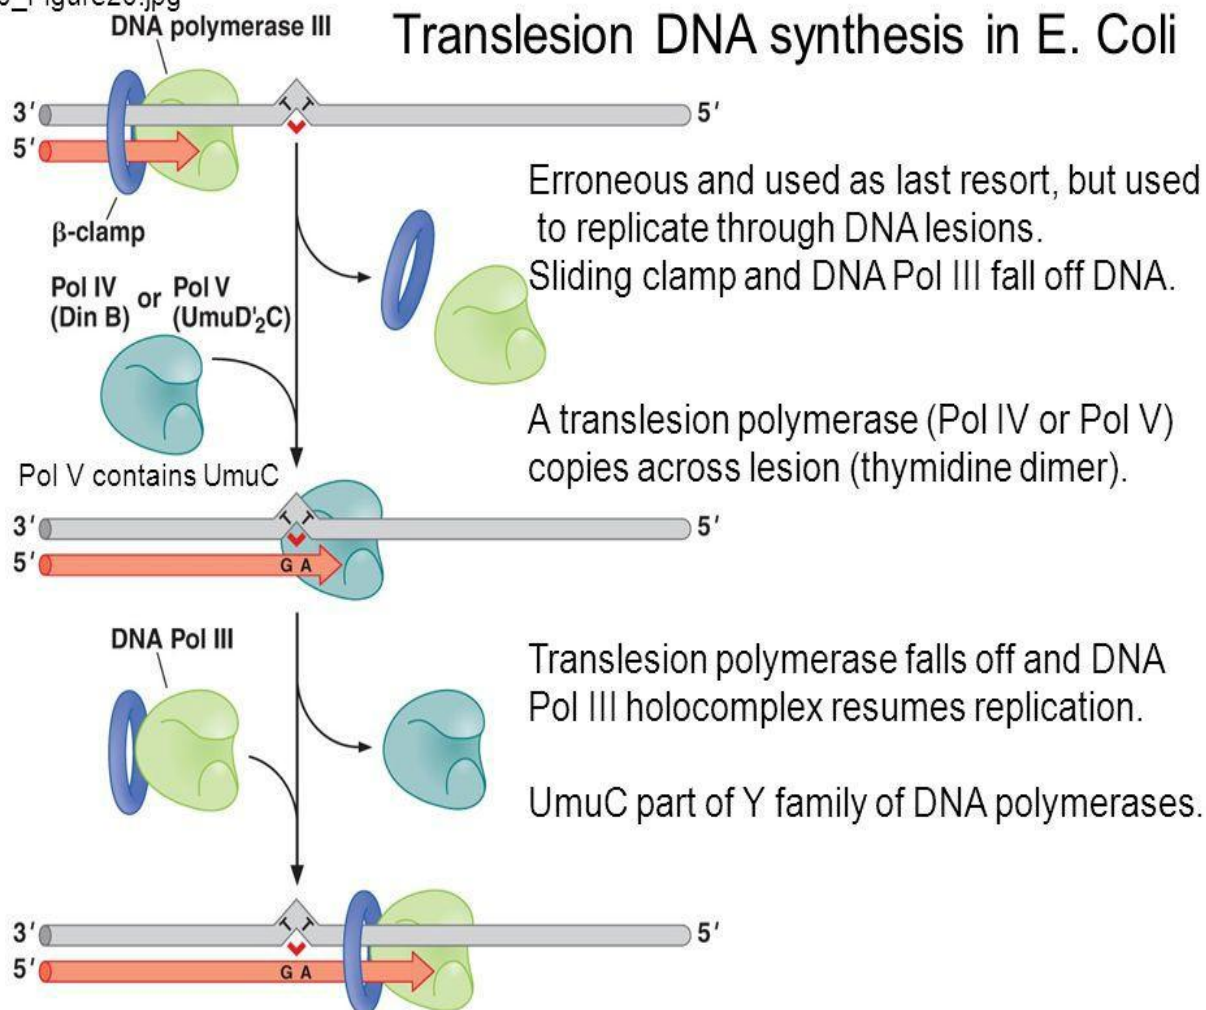 Figure20.jpg
DNA polymerase III
Translesion DNA synthesis in E. Coli
3′
5′
5′
T T
β-clamp
Erroneous and used as last resort, but used
to replicate through DNA lesions.
Sliding clamp and DNA Pol III fall off DNA.
Pol IV or Pol V
(Din B) (UmuD′₂C)
A translesion polymerase (Pol IV or Pol V)
copies across lesion (thymidine dimer).
Pol V contains UmuC
3′
5′
T T
5′
G A
DNA Pol III
Translesion polymerase falls off and DNA
Pol III holocomplex resumes replication.
UmuC part of Y family of DNA polymerases.
3′
5′
T T
5′
G A